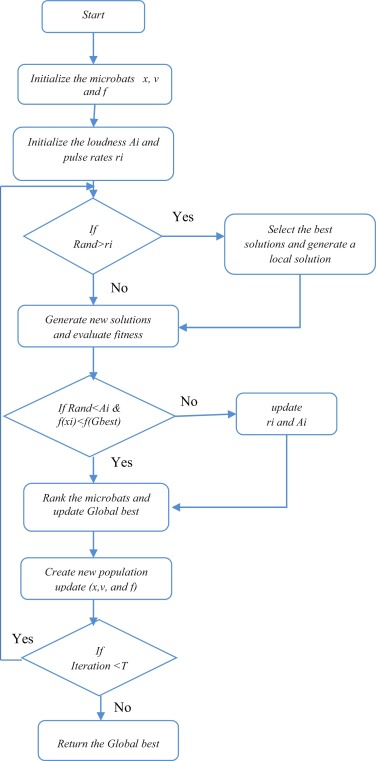 Start
Initialize the microbats x, v
and f
Initialize the loudness Ai and
pulse rates ri
If
Rand>ri
Yes
Select the best
solutions and generate a
local solution
No
Generate new solutions
and evaluate fitness
If Rand<Ai &
f(xi)<f(Gbest)
No
update
ri and Ai
Yes
Rank the microbats and
update Global best
Create new population
update (x,v, and f)
Yes
If
Iteration <T
No
Return the Global best